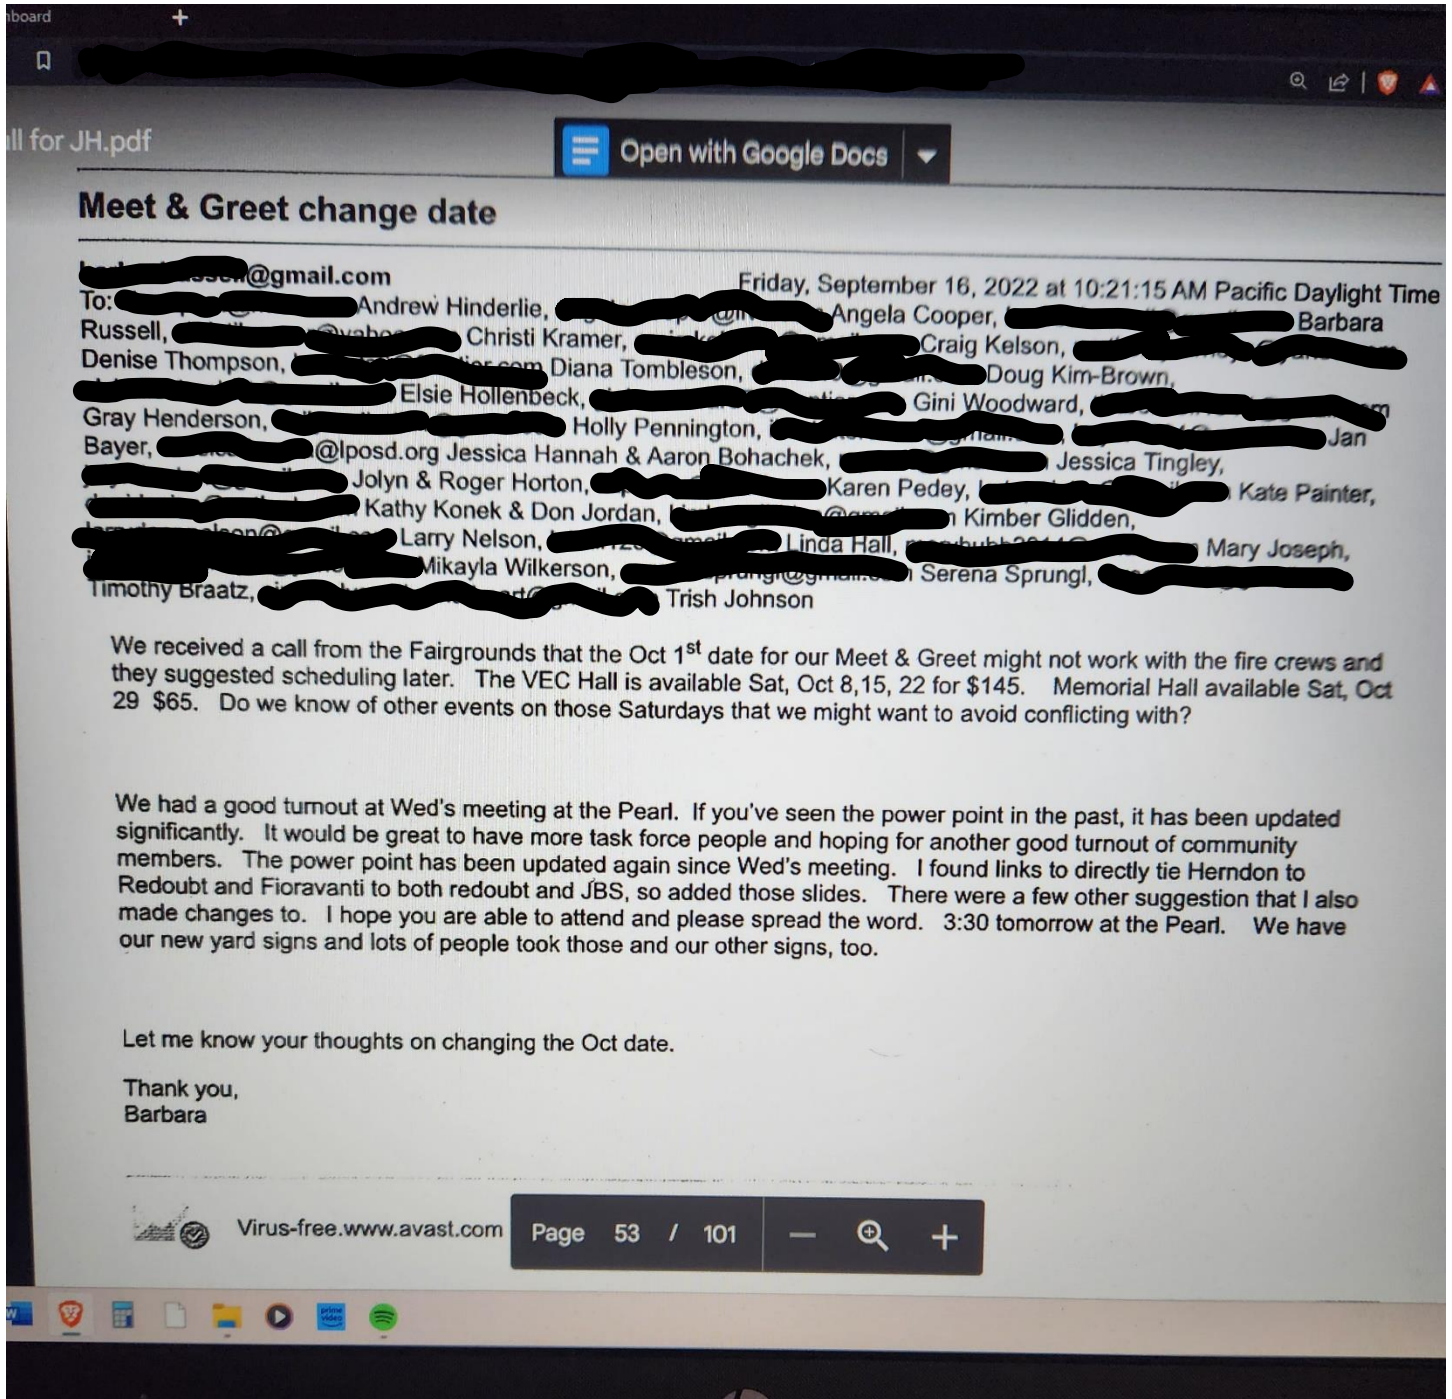 board
+
ll for JH.pdf
Open with Google Docs
Meet & Greet change date
@gmail.com
Friday, September 16, 2022 at 10:21:15 AM Pacific Daylight Time
To: Andrew Hinderlie, Angela Cooper, Barbara
Russell, Christi Kramer, Craig Kelson,
Denise Thompson, Diana Tombleson, Doug Kim-Brown,
Elsie Hollenbeck, Gini Woodward,
Gray Henderson, Holly Pennington, Jan
Bayer, @lposd.org Jessica Hannah & Aaron Bohachek, Jessica Tingley,
Jolyn & Roger Horton, Karen Pedey, Kate Painter,
Kathy Konek & Don Jordan, Kimber Glidden,
Larry Nelson, Linda Hall, Mary Joseph,
Mikayla Wilkerson, Serena Sprungl,
Timothy Braatz, Trish Johnson
We received a call from the Fairgrounds that the Oct 1st date for our Meet & Greet might not work with the fire crews and
they suggested scheduling later. The VEC Hall is available Sat, Oct 8,15, 22 for $145. Memorial Hall available Sat, Oct
29 $65. Do we know of other events on those Saturdays that we might want to avoid conflicting with?
We had a good turnout at Wed's meeting at the Pearl. If you've seen the power point in the past, it has been updated
significantly. It would be great to have more task force people and hoping for another good turnout of community
members. The power point has been updated again since Wed's meeting. I found links to directly tie Herndon to
Redoubt and Fioravanti to both redoubt and JBS, so added those slides. There were a few other suggestion that I also
made changes to. I hope you are able to attend and please spread the word. 3:30 tomorrow at the Pearl. We have
our new yard signs and lots of people took those and our other signs, too.
Let me know your thoughts on changing the Oct date.
Thank you,
Barbara
Virus-free.www.avast.com
Page 53 / 101
W
prime video